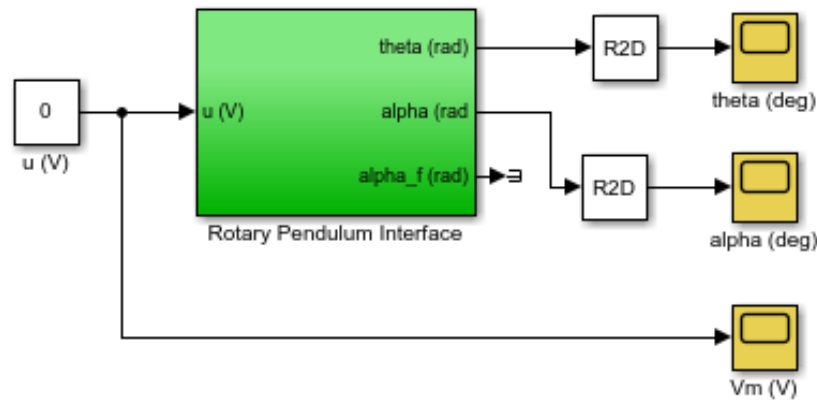 theta (rad)
R2D
theta (deg)
0
u (V)
u (V)
alpha (rad
alpha_f (rad)
R2D
alpha (deg)
Rotary Pendulum Interface
Vm (V)